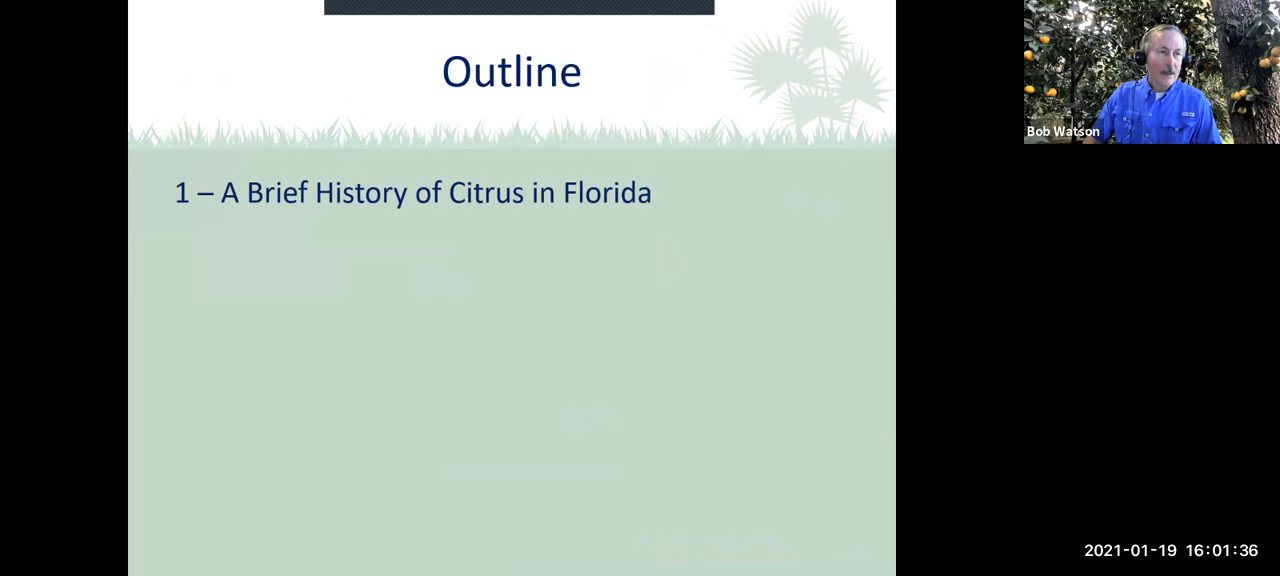 Outline
1 – A Brief History of Citrus in Florida
Bob Watson
2021-01-19 16:01:36